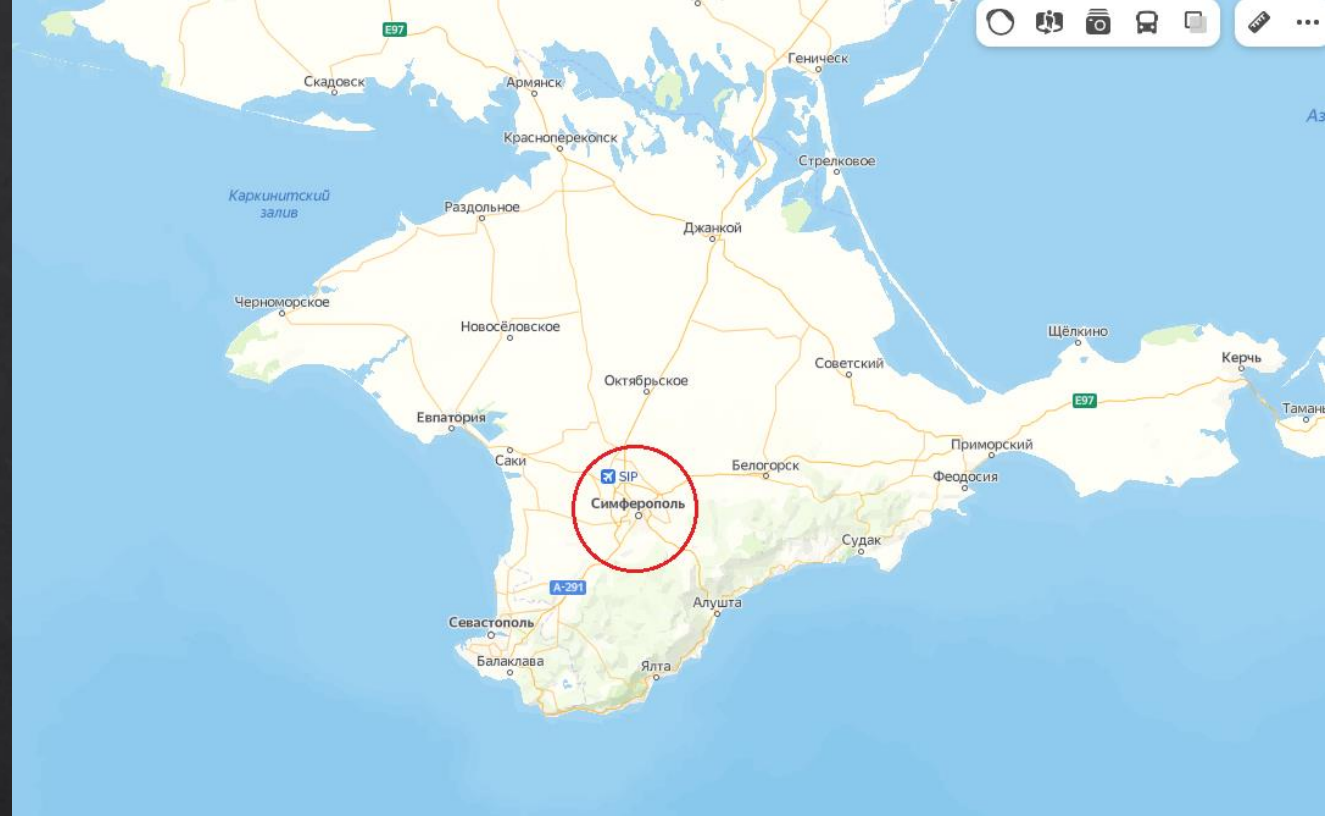 E97
Геническ
Скадовск
Армянск
Аз
Красноперекопск
Стрелковое
Каркинитский
залив
Раздольное
Джанкой
Черноморское
Новосёловское
Щёлкино
Керчь
Советский
Октябрьское
E97
Тамань
Евпатория
Приморский
Саки
Белогорск
SIP
Феодосия
Симферополь
Судак
A-291
Алушта
Севастополь
Балаклава
Ялта